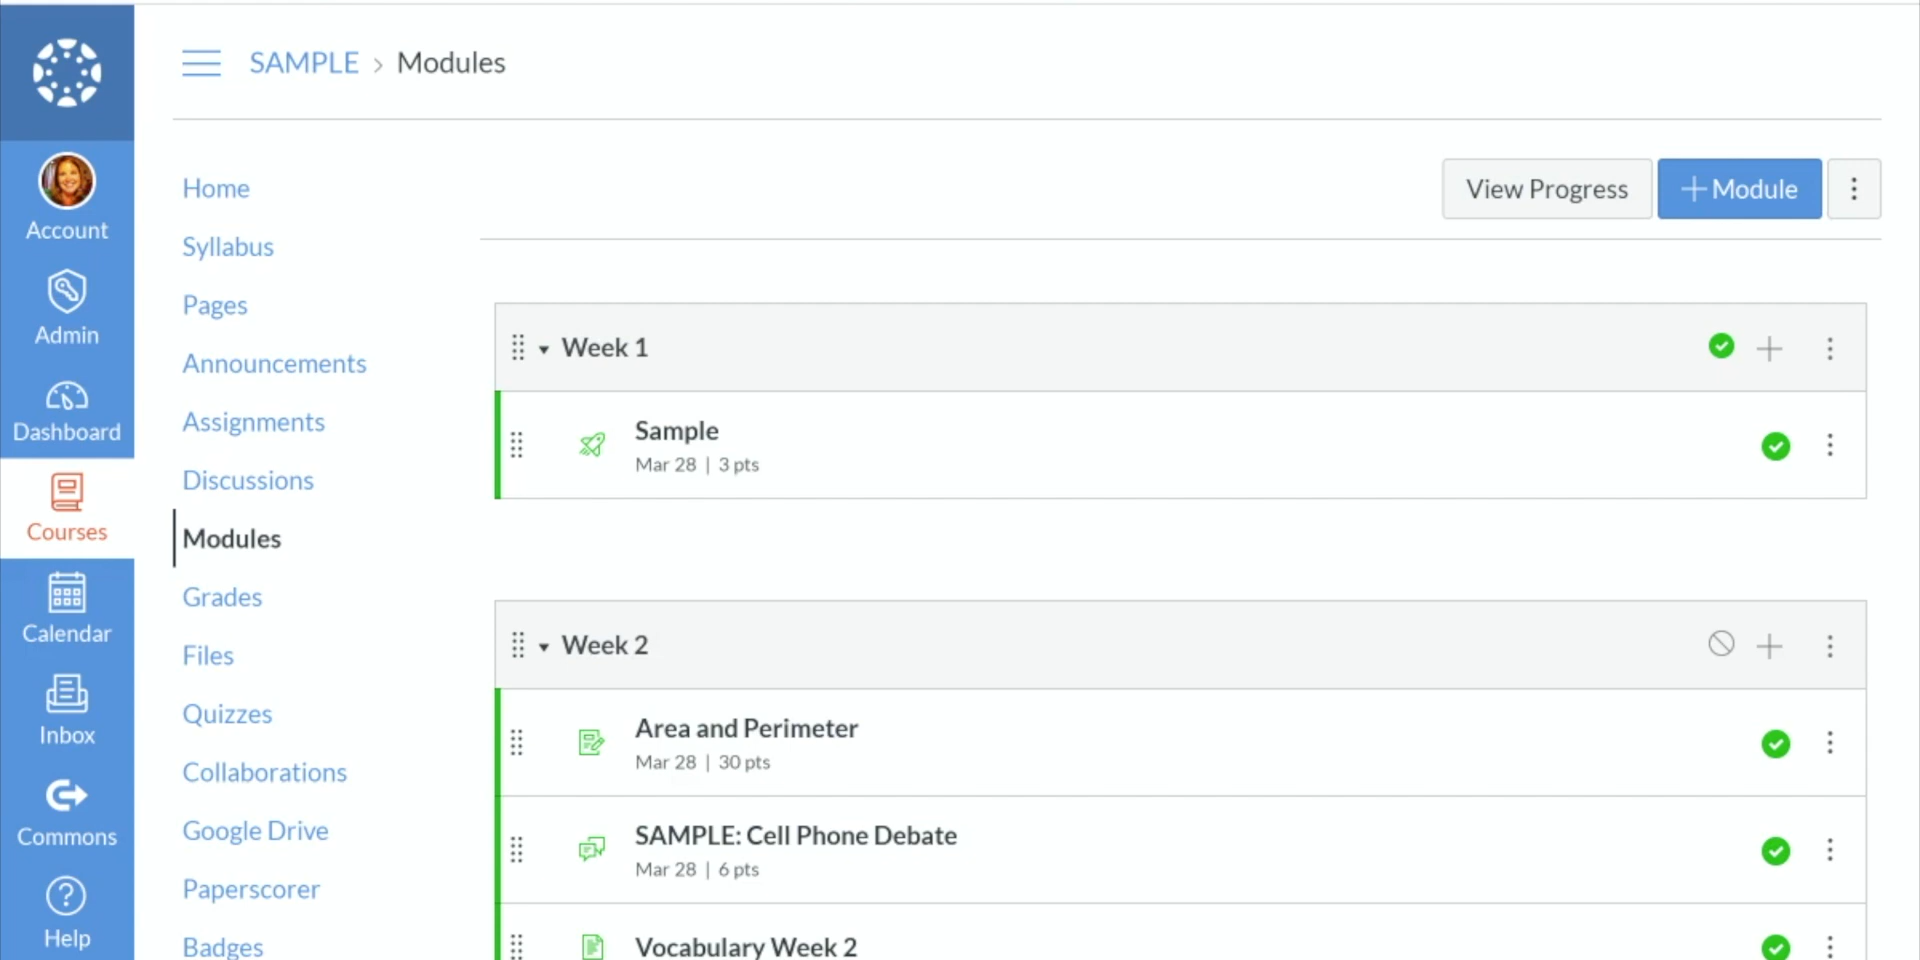 SAMPLE > Modules
Account
Admin
Dashboard
Courses
Calendar
Inbox
Commons
Help
Home
Syllabus
Pages
Announcements
Assignments
Discussions
Modules
Grades
Files
Quizzes
Collaborations
Google Drive
Paperscorer
Badges
View Progress
+ Module
Week 1
Sample
Mar 28 | 3 pts
Week 2
Area and Perimeter
Mar 28 | 30 pts
SAMPLE: Cell Phone Debate
Mar 28 | 6 pts
Vocabulary Week 2